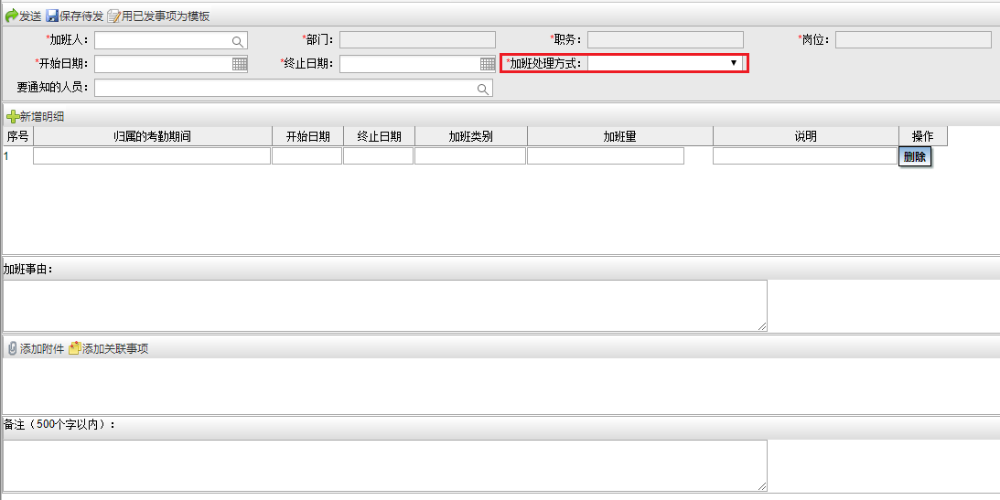 发送 保存待发 用已发事项为模板
*加班人： *部门： *职务： *岗位：
*开始日期： *终止日期： *加班处理方式：
要通知的人员：
新增明细
序号 归属的考勤期间 开始日期 终止日期 加班类别 加班量 说明 操作
1 删除
加班事由：
添加附件 添加关联事项
备注（500个字以内）：